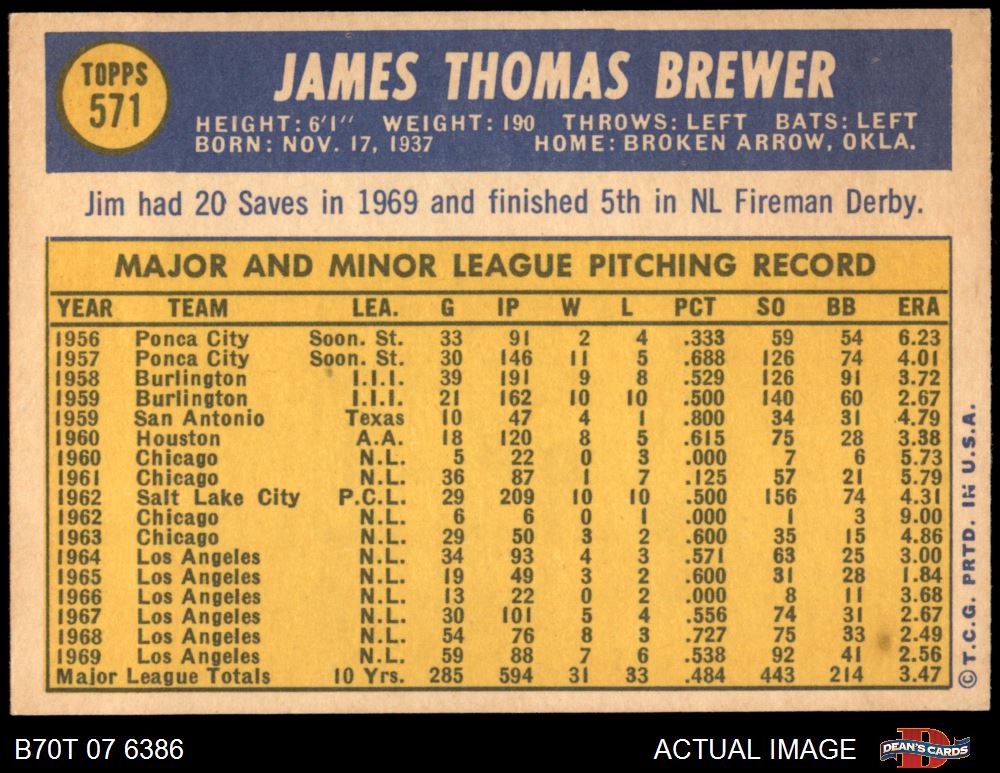 TOPPS
571
JAMES THOMAS BREWER
HEIGHT: 6'1" WEIGHT: 190 THROWS: LEFT BATS: LEFT
BORN: NOV. 17, 1937 HOME: BROKEN ARROW, OKLA.
Jim had 20 Saves in 1969 and finished 5th in NL Fireman Derby.
MAJOR AND MINOR LEAGUE PITCHING RECORD
YEAR TEAM LEA. G IP W L PCT SO BB ERA
1956 Ponca City Soon. St. 33 91 2 4 .333 59 54 6.23
1957 Ponca City Soon. St. 30 146 11 5 .688 126 74 4.01
1958 Burlington I.I.I. 39 191 9 8 .529 126 91 3.72
1959 Burlington I.I.I. 21 162 10 10 .500 140 60 2.67
1959 San Antonio Texas 10 47 4 1 .800 34 31 4.79
1960 Houston A.A. 18 120 8 5 .615 75 28 3.38
1960 Chicago N.L. 5 22 0 3 .000 7 6 5.73
1961 Chicago N.L. 36 87 1 7 .125 57 21 5.79
1962 Salt Lake City P.C.L. 29 209 10 10 .500 156 74 4.31
1962 Chicago N.L. 6 6 0 1 .000 1 3 9.00
1963 Chicago N.L. 29 50 3 2 .600 35 15 4.86
1964 Los Angeles N.L. 34 93 4 3 .571 63 25 3.00
1965 Los Angeles N.L. 19 49 3 2 .600 31 28 1.84
1966 Los Angeles N.L. 13 22 0 2 .000 8 11 3.68
1967 Los Angeles N.L. 30 101 5 4 .556 74 31 2.67
1968 Los Angeles N.L. 54 76 8 3 .727 75 33 2.49
1969 Los Angeles N.L. 59 88 7 6 .538 92 41 2.56
Major League Totals 10 Yrs. 285 594 31 33 .484 443 214 3.47
©T.C.G. PRTD. IN U.S.A.
B70T 07 6386 ACTUAL IMAGE
D
DEAN'S CARDS